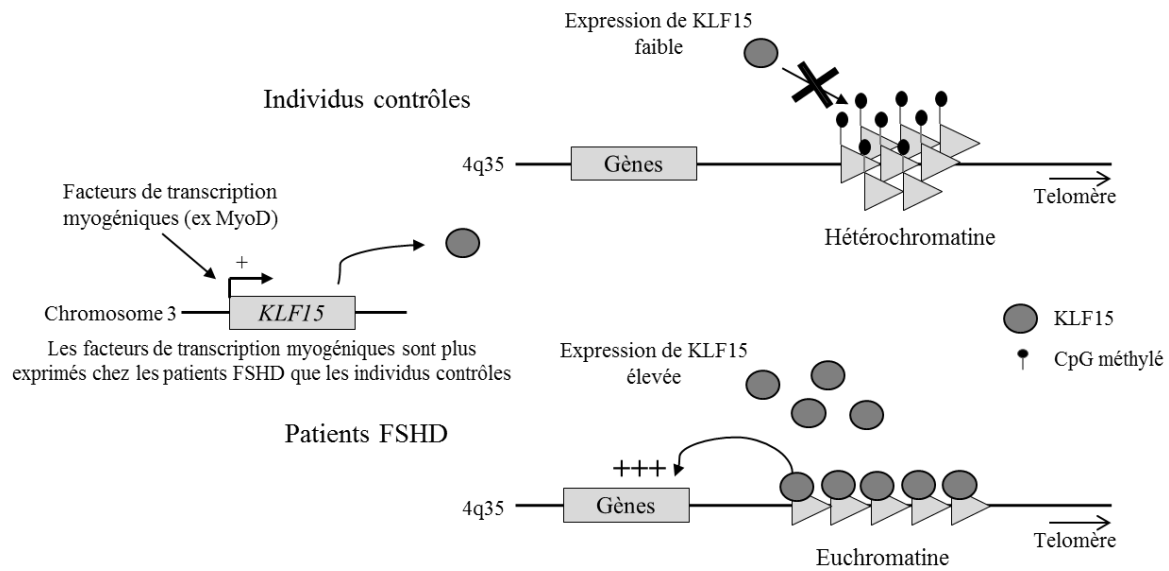 Expression de KLF15
faible
Individus contrôles
4q35
Gènes
Telomère
Hétérochromatine
Facteurs de transcription
myogéniques (ex MyoD)
+
Chromosome 3
KLF15
Les facteurs de transcription myogéniques sont plus
exprimés chez les patients FSHD que les individus contrôles
KLF15
CpG méthylé
Expression de KLF15
élevée
Patients FSHD
+++
4q35
Gènes
Telomère
Euchromatine